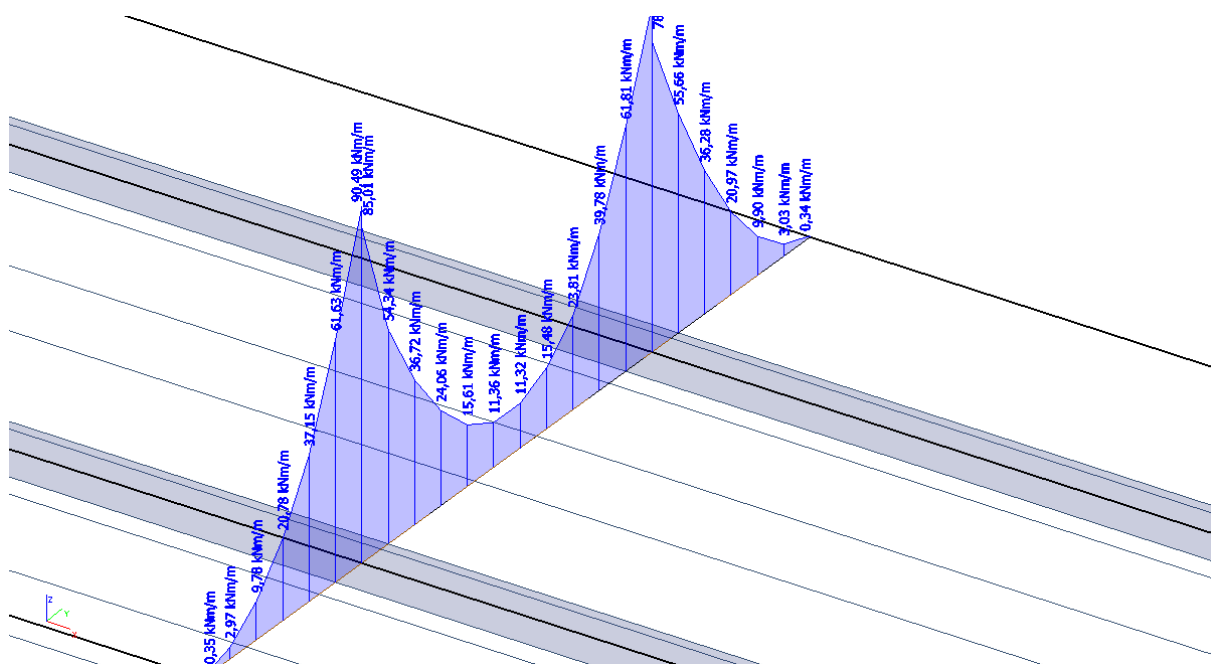 0,35 kNm/m
2,97 kNm/m
9,78 kNm/m
20,78 kNm/m
37,15 kNm/m
61,63 kNm/m
90,49 kNm/m
85,01 kNm/m
54,34 kNm/m
36,72 kNm/m
24,06 kNm/m
15,61 kNm/m
11,36 kNm/m
11,32 kNm/m
15,48 kNm/m
23,81 kNm/m
39,78 kNm/m
61,81 kNm/m
78
55,66 kNm/m
36,28 kNm/m
20,97 kNm/m
9,90 kNm/m
3,03 kNm/m
0,34 kNm/m
z
Y
x